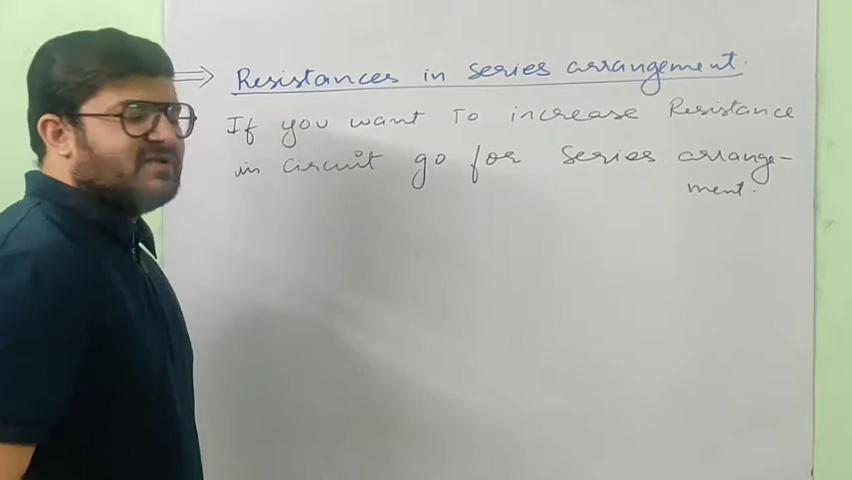 Resistances in series arrangement.
If you want To increase Resistance
in circuit go for series arrange-
ment.